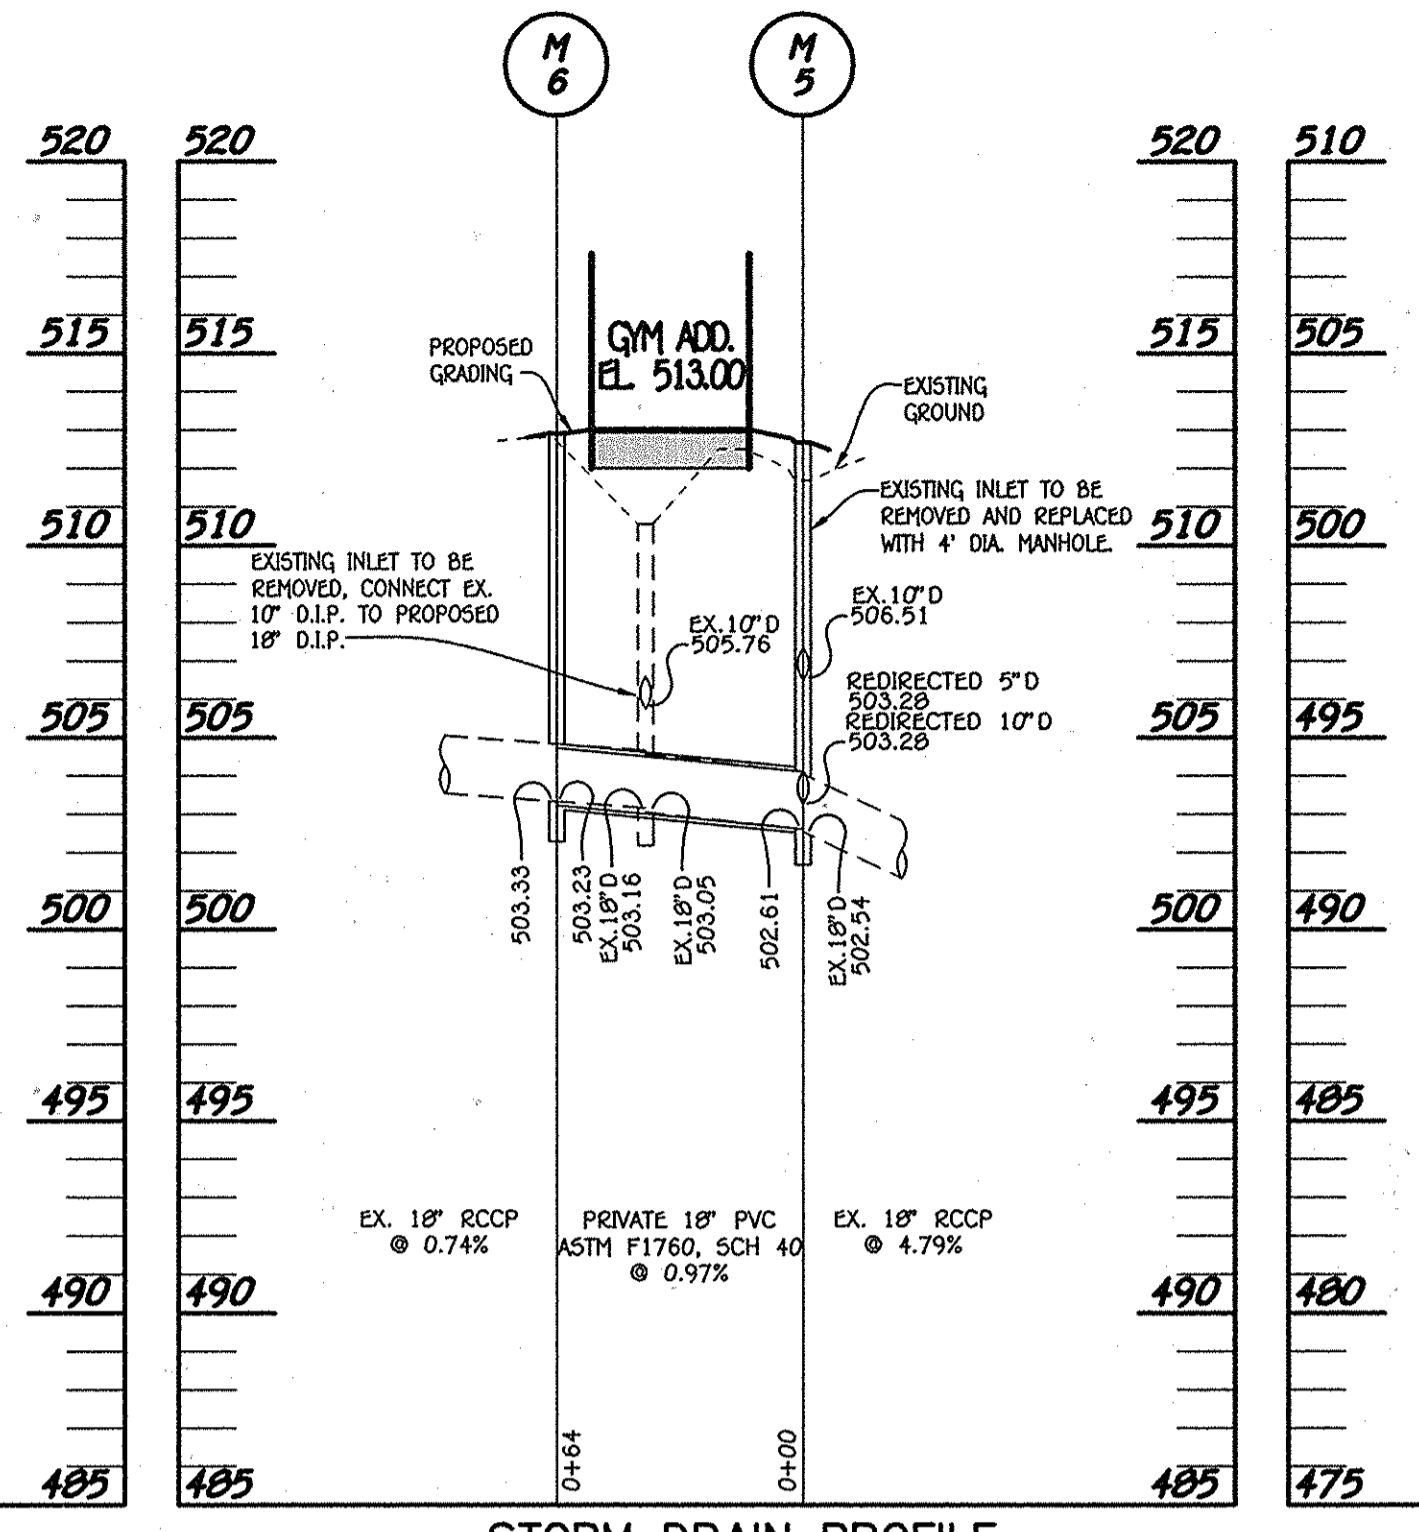 M
6
M
5
520
520
520
510
515
515
515
505
510
510
510
500
505
505
505
495
500
500
500
490
495
495
495
485
490
490
490
480
485
485
485
475
GYM ADD.
EL. 513.00
PROPOSED
GRADING
EXISTING
GROUND
EXISTING INLET TO BE
REMOVED AND REPLACED
WITH 4' DIA. MANHOLE.
EXISTING INLET TO BE
REMOVED, CONNECT EX.
10" D.I.P. TO PROPOSED
18" D.I.P.
EX.10"D
505.76
EX.10"D
506.51
REDIRECTED 5"D
503.28
REDIRECTED 10"D
503.28
503.33
503.23
EX.18"D
503.16
EX.18"D
503.05
502.61
EX.18"D
502.54
EX. 18" RCCP
@ 0.74%
PRIVATE 18" PVC
ASTM F1760, SCH 40
@ 0.97%
EX. 18" RCCP
@ 4.79%
0+64
0+00
STORM DRAIN PROFILE